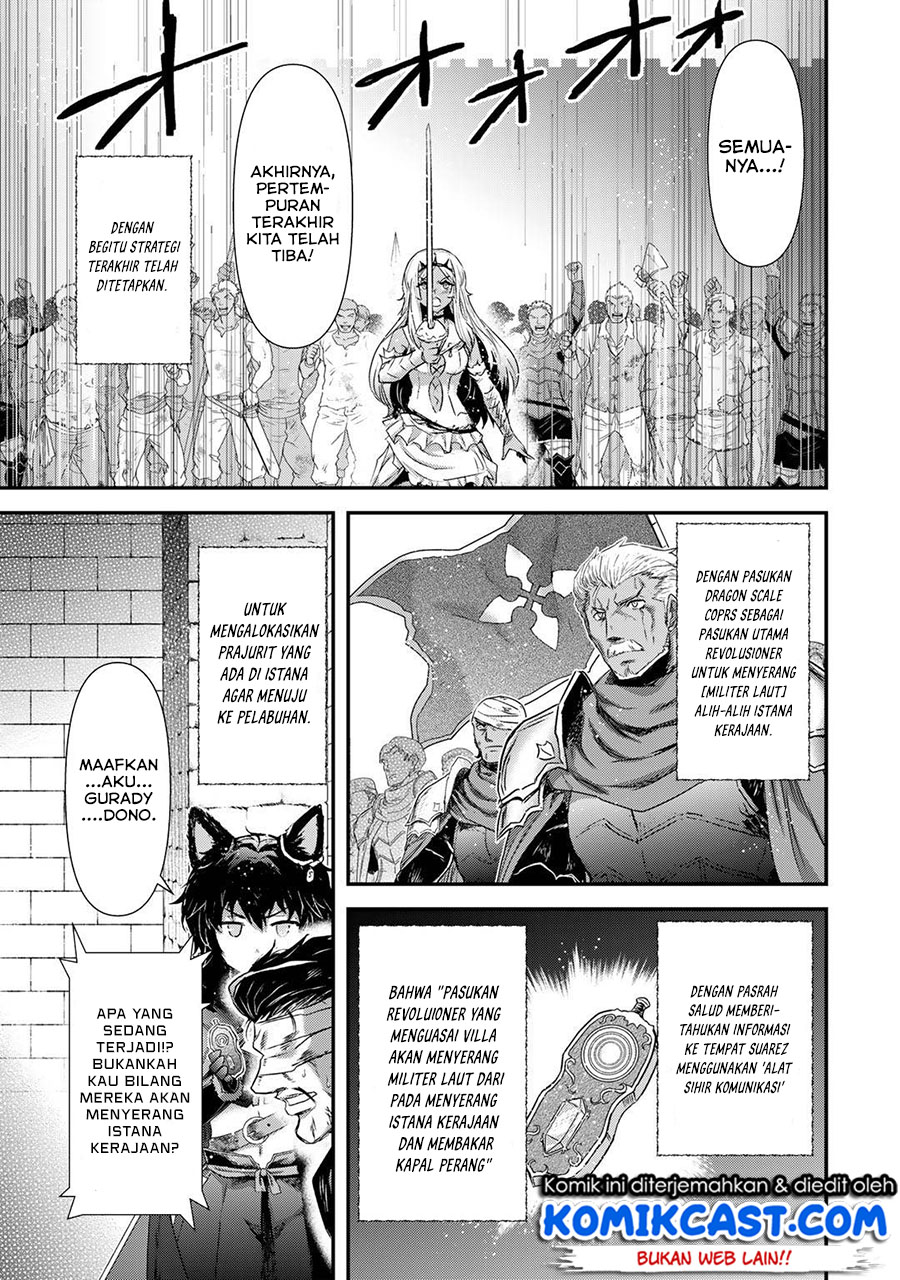 オオオオオ
SEMUA-
NYA...!
AKHIRNYA,
PERTEM-
PURAN
TERAKHIR
KITA TELAH
TIBA!
DENGAN
BEGITU STRATEGI
TERAKHIR TELAH
DITETAPKAN.
DENGAN PASUKAN
DRAGON SCALE
COPRS SEBAGAI
PASUKAN UTAMA
REVOLUSIONER
UNTUK MENYERANG
[MILITER LAUT]
ALIH-ALIH ISTANA
KERAJAAN.
UNTUK
MENGALOKASIKAN
PRAJURIT YANG
ADA DI ISTANA
AGAR MENUJU
KE PELABUHAN.
MAAFKAN
...AKU...
GURADY
....DONO.
DENGAN PASRAH
SALUD MEMBERI-
TAHUKAN INFORMASI
KE TEMPAT SUAREZ
MENGGUNAKAN 'ALAT
SIHIR KOMUNIKASI'
BAHWA "PASUKAN
REVOLUIONER YANG
MENGUASAI VILLA
AKAN MENYERANG
MILITER LAUT DARI
PADA MENYERANG
ISTANA KERAJAAN
DAN MEMBAKAR
KAPAL PERANG"
APA YANG
SEDANG
TERJADI!?
BUKANKAH
KAU BILANG
MEREKA AKAN
MENYERANG
ISTANA
KERAJAAN?
Komik ini diterjemahkan & diedit oleh
KOMIKCAST.COM
BUKAN WEB LAIN!!